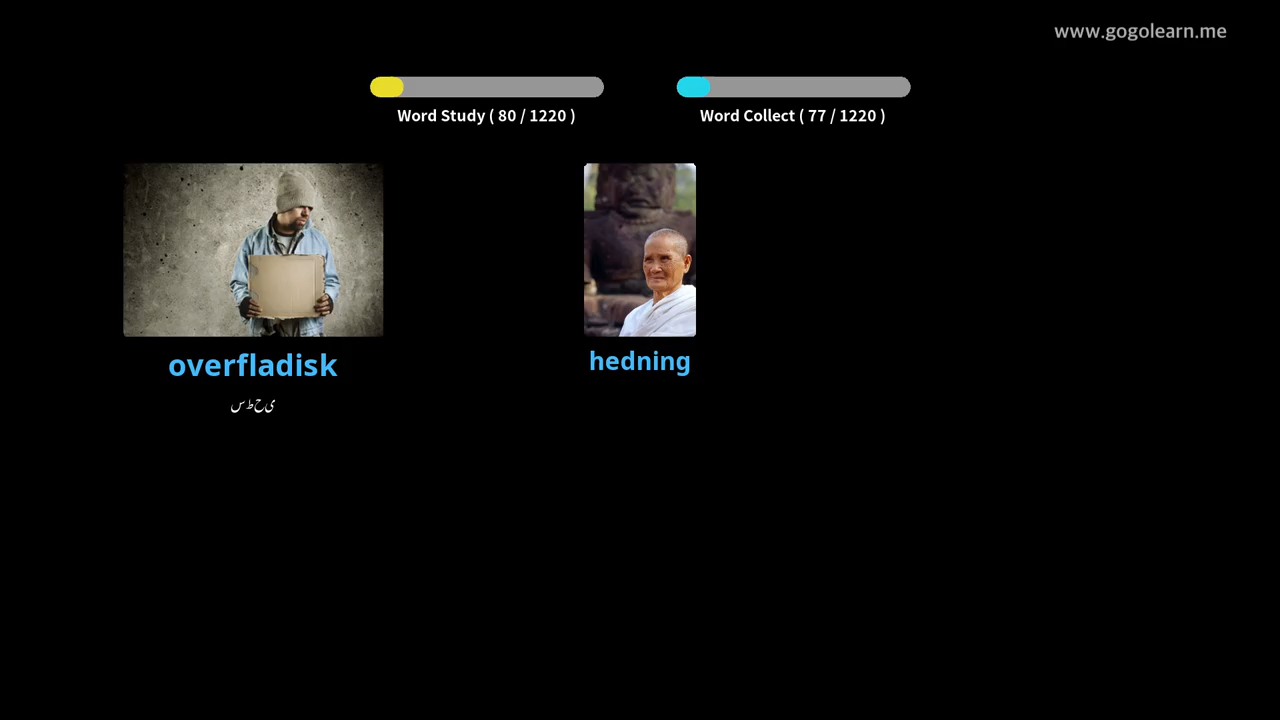 www.gogolearn.me
Word Study ( 80 / 1220 )
Word Collect ( 77 / 1220 )
overfladisk
hedning
سطحی